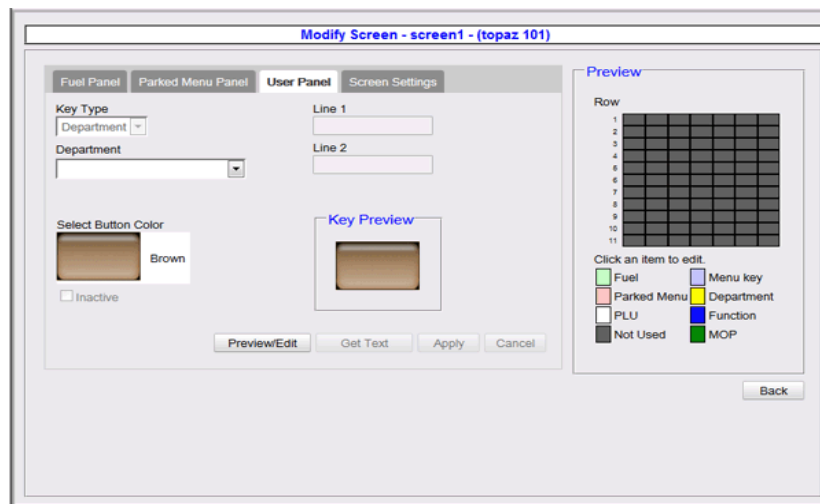 Modify Screen - screen1 - (topaz 101)
Fuel Panel
Parked Menu Panel
User Panel
Screen Settings
Key Type
Department
Department
Line 1
Line 2
Select Button Color
Brown
Inactive
Key Preview
Preview/Edit
Get Text
Apply
Cancel
Preview
Row
1
2
3
4
5
6
7
8
9
10
11
Click an item to edit.
Fuel
Menu key
Parked Menu
Department
PLU
Function
Not Used
MOP
Back